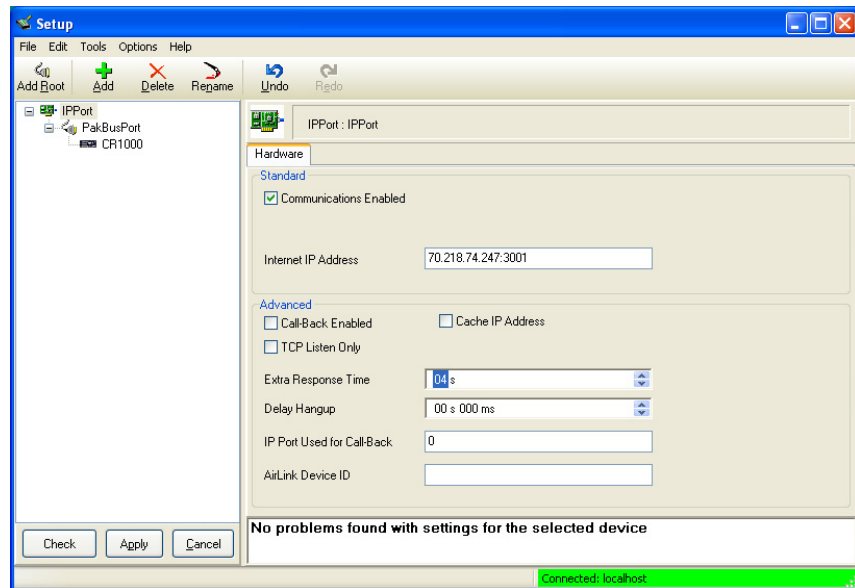 Setup
File Edit Tools Options Help
Add Root Add Delete Rename Undo Redo
IPPort
PakBusPort
CR1000
IPPort : IPPort
Hardware
Standard
Communications Enabled
Internet IP Address 70.218.74.247:3001
Advanced
Call-Back Enabled Cache IP Address
TCP Listen Only
Extra Response Time 04 s
Delay Hangup 00 s 000 ms
IP Port Used for Call-Back 0
AirLink Device ID
Check Apply Cancel
No problems found with settings for the selected device
Connected: localhost